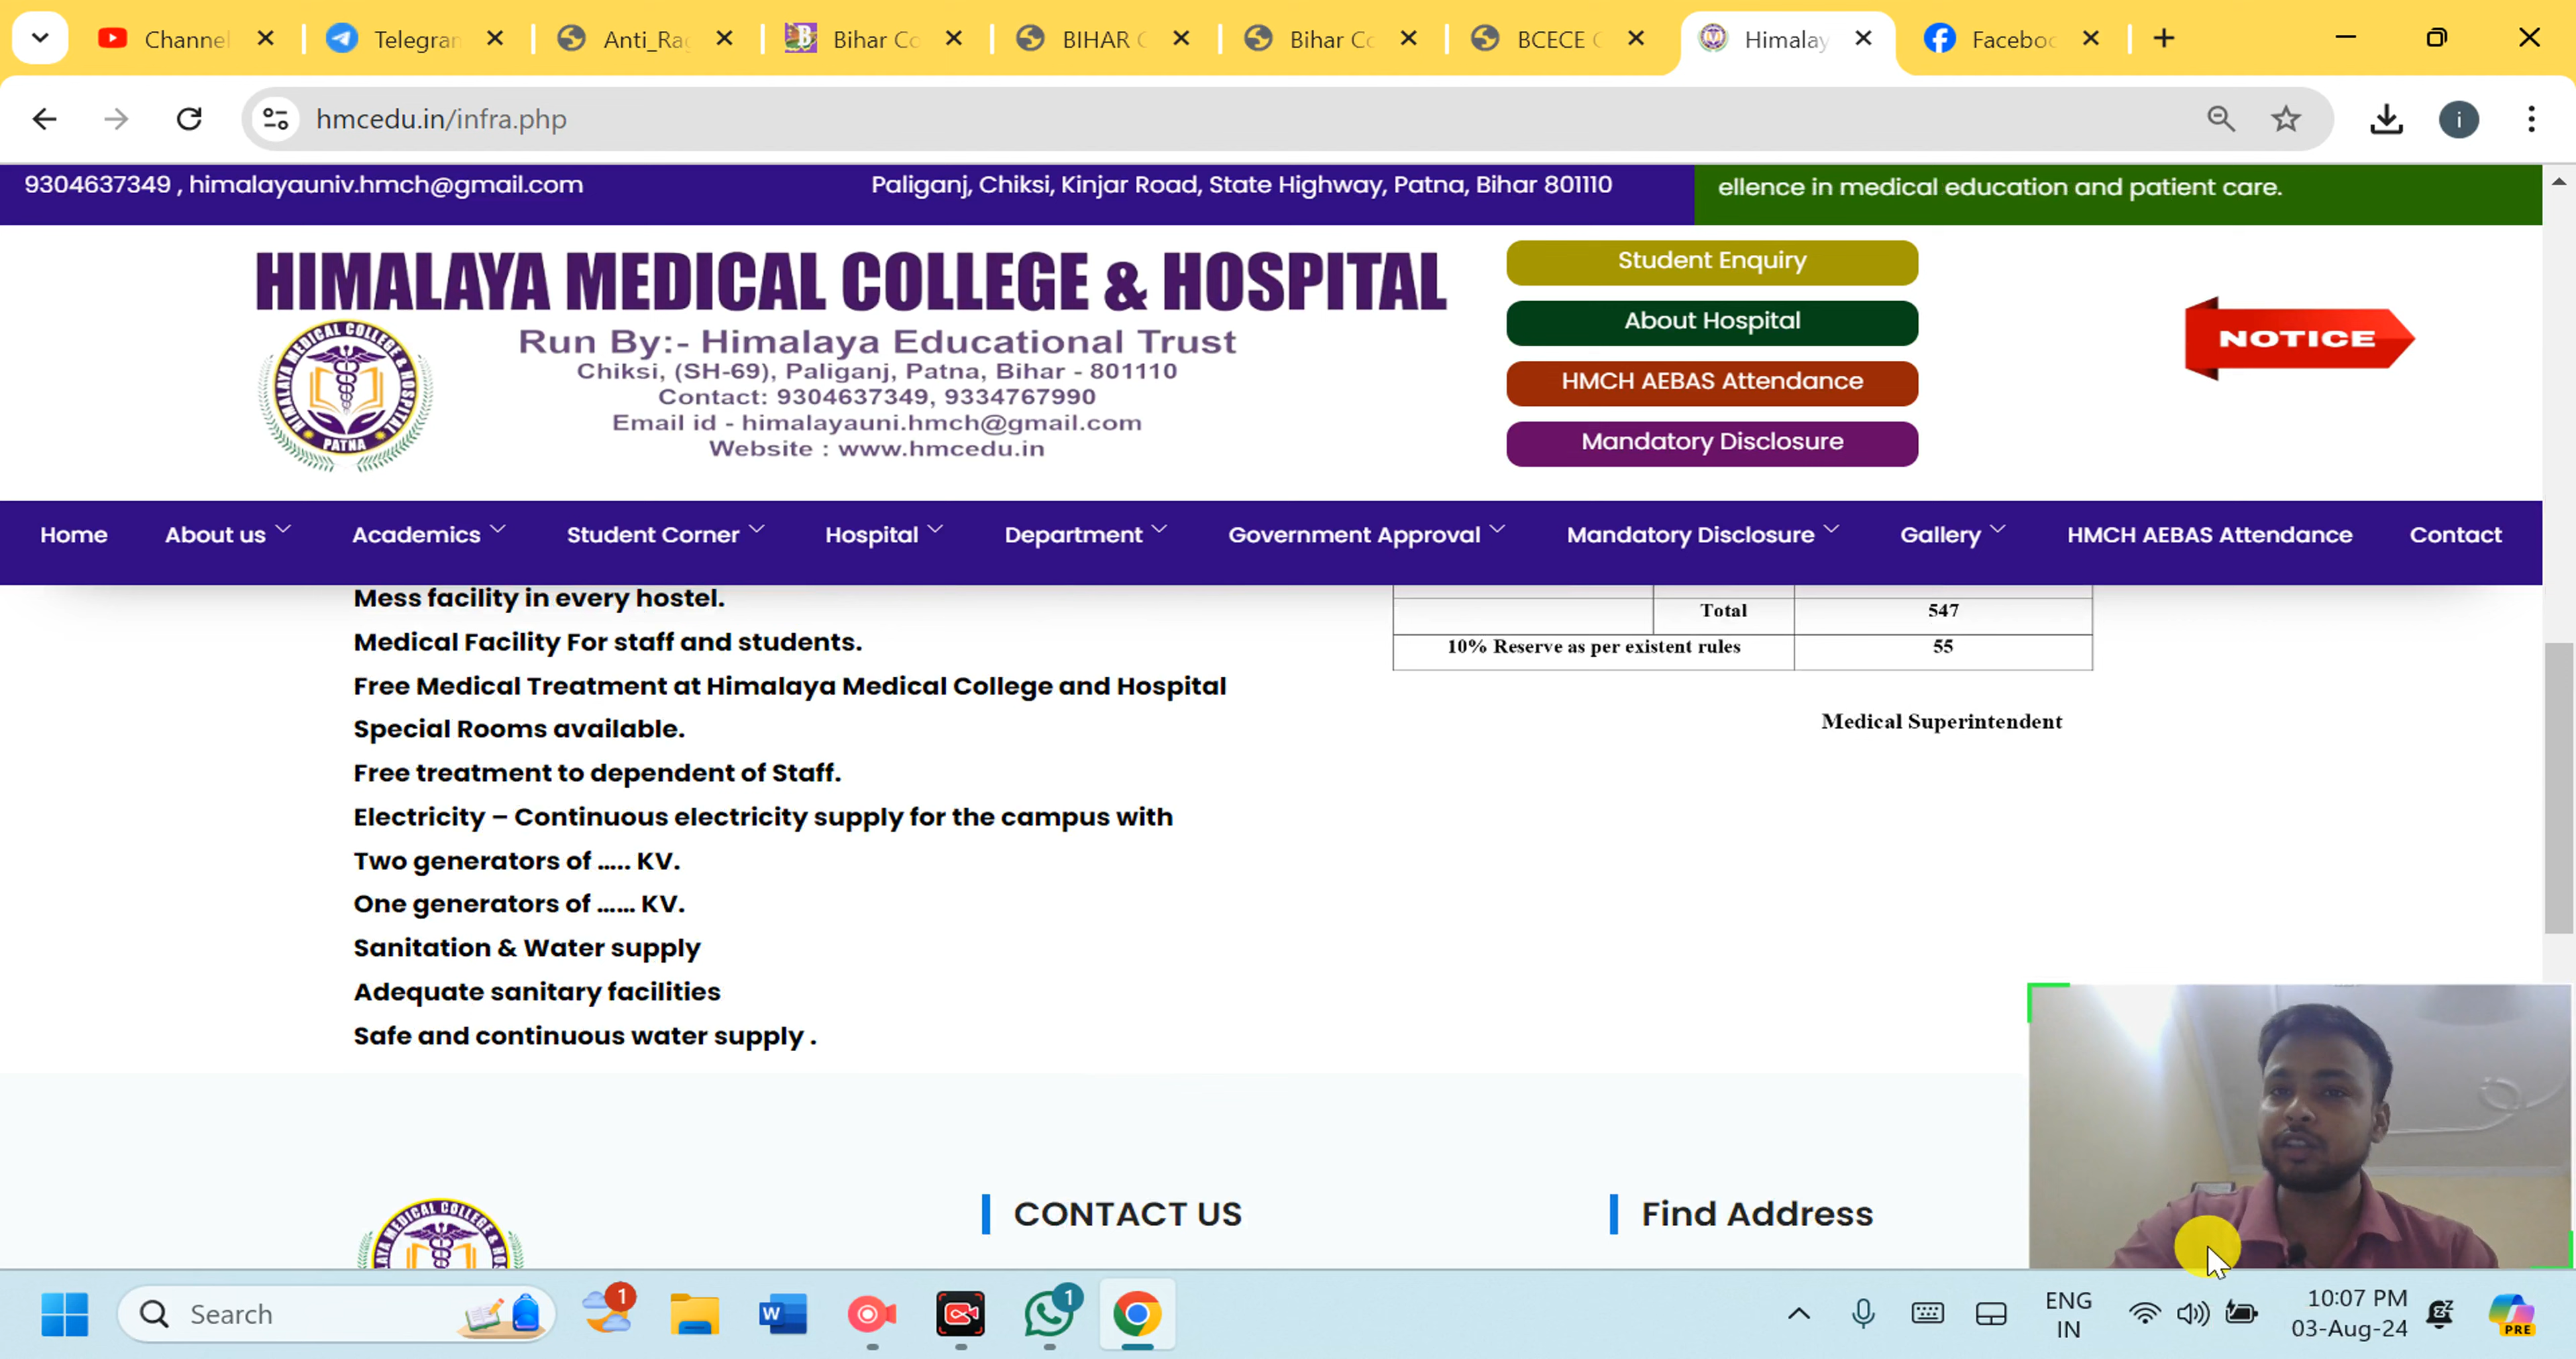 Channel
Telegram
Anti_Rag
Bihar Co
BIHAR C
Bihar Co
BCECE C
Himalay
Faceboo
hmcedu.in/infra.php
i
9304637349 , himalayauniv.hmch@gmail.com
Paliganj, Chiksi, Kinjar Road, State Highway, Patna, Bihar 801110
ellence in medical education and patient care.
HIMALAYA MEDICAL COLLEGE & HOSPITAL
Run By:- Himalaya Educational Trust
Chiksi, (SH-69), Paliganj, Patna, Bihar - 801110
Contact: 9304637349, 9334767990
Email id - himalayauni.hmch@gmail.com
Website : www.hmcedu.in
HIMALAYA MEDICAL COLLEGE & HOSPITAL
PATNA
Student Enquiry
About Hospital
HMCH AEBAS Attendance
Mandatory Disclosure
NOTICE
Home
About us
Academics
Student Corner
Hospital
Department
Government Approval
Mandatory Disclosure
Gallery
HMCH AEBAS Attendance
Contact
Mess facility in every hostel.
Medical Facility For staff and students.
Free Medical Treatment at Himalaya Medical College and Hospital
Special Rooms available.
Free treatment to dependent of Staff.
Electricity – Continuous electricity supply for the campus with
Two generators of ..... KV.
One generators of ...... KV.
Sanitation & Water supply
Adequate sanitary facilities
Safe and continuous water supply .
Total 547
10% Reserve as per existent rules 55
Medical Superintendent
CONTACT US
Find Address
Search
1
W
1
ENG
IN
10:07 PM
03-Aug-24
PRE